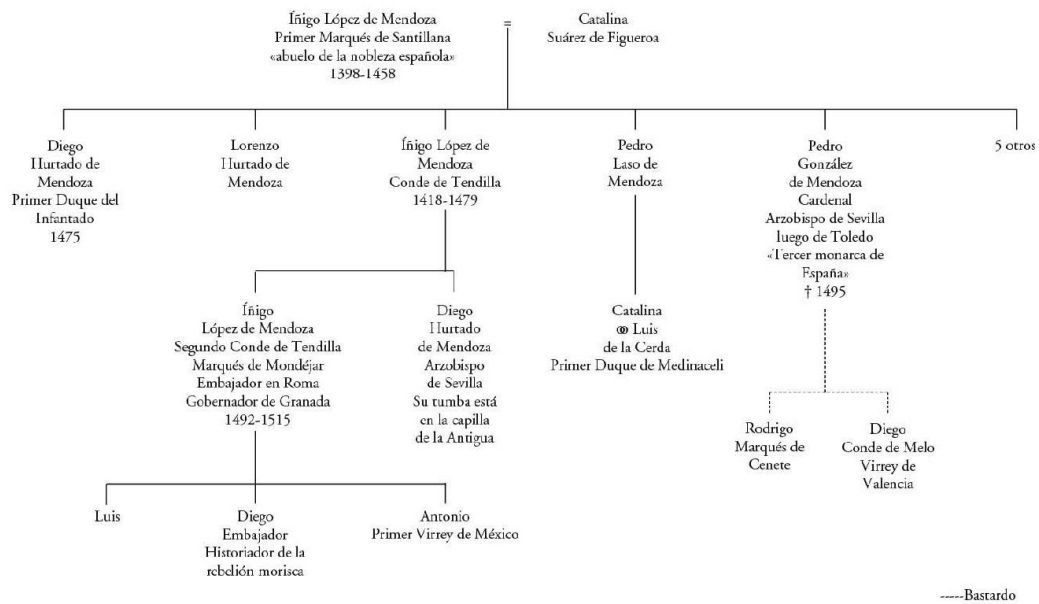 Íñigo López de Mendoza
Primer Marqués de Santillana
«abuelo de la nobleza española»
1398-1458
=
Catalina
Suárez de Figueroa
Diego
Hurtado de
Mendoza
Primer Duque del
Infantado
1475
Lorenzo
Hurtado de
Mendoza
Íñigo López de
Mendoza
Conde de Tendilla
1418-1479
Pedro
Laso de
Mendoza
Pedro
González
de Mendoza
Cardenal
Arzobispo de Sevilla
luego de Toledo
«Tercer monarca de
España»
† 1495
5 otros
Íñigo
López de Mendoza
Segundo Conde de Tendilla
Marqués de Mondéjar
Embajador en Roma
Gobernador de Granada
1492-1515
Diego
Hurtado
de Mendoza
Arzobispo
de Sevilla
Su tumba está
en la capilla
de la Antigua
Catalina
⚭ Luis
de la Cerda
Primer Duque de Medinaceli
Rodrigo
Marqués de
Cenete
Diego
Conde de Melo
Virrey de
Valencia
Luis
Diego
Embajador
Historiador de la
rebelión morisca
Antonio
Primer Virrey de México
-----Bastardo